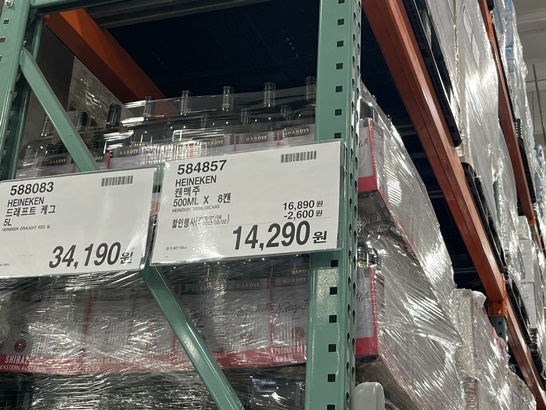 588083
HEINEKEN
드래프트 케그
5L
HEINEKEN DRAUGHT KEG 5L
34,190원
584857
HEINEKEN
캔맥주
500ML X 8캔
16,890원
-2,600원
할인행사
14,290원
HARDYS
SHIRAZ